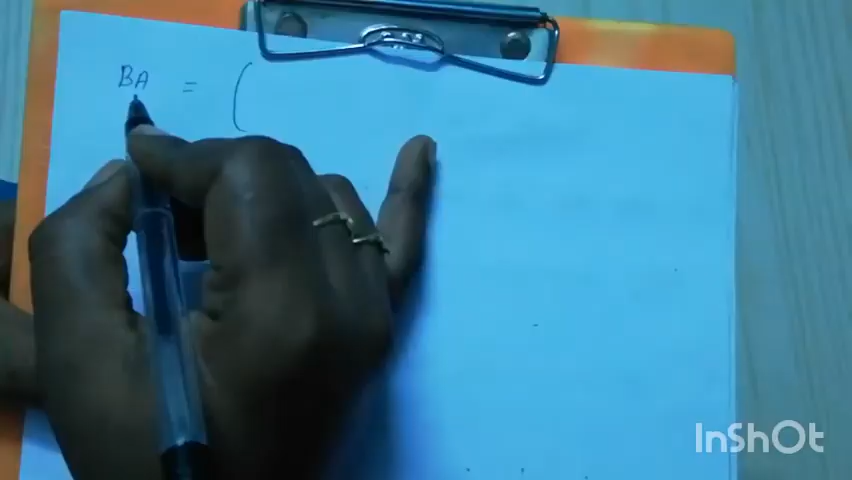 BA = (
InShOt